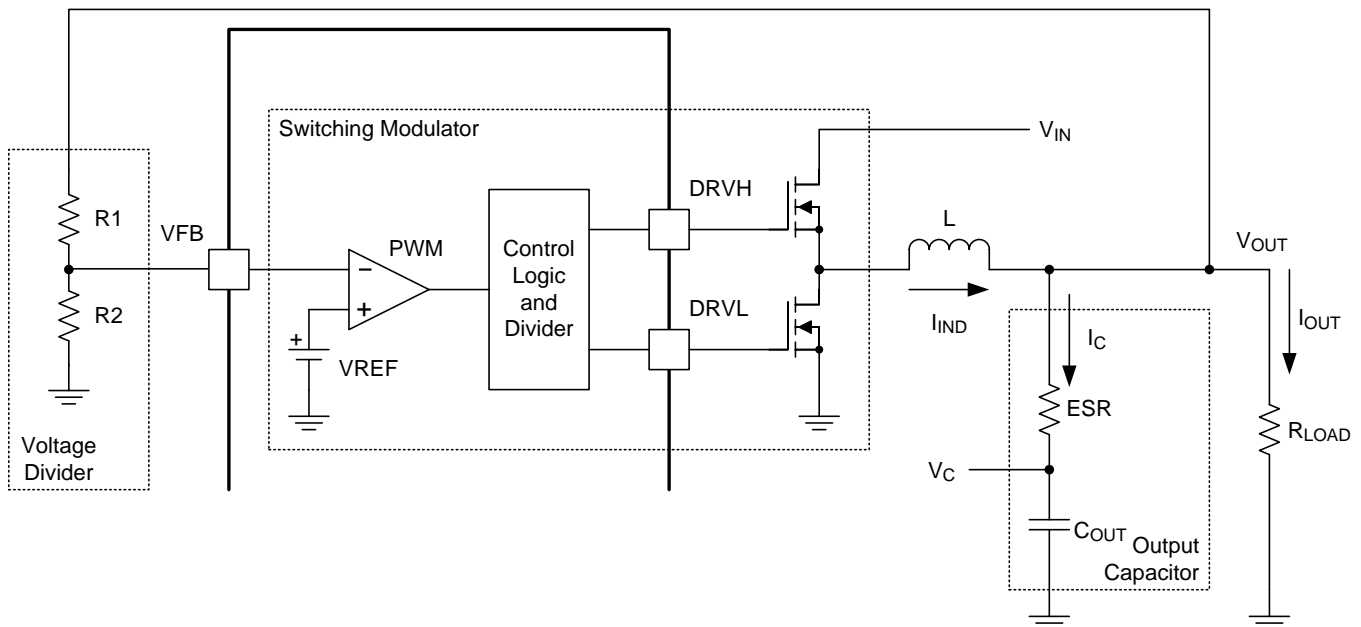 Switching Modulator
V_IN
DRVH
R1
VFB
PWM
Control
Logic
and
Divider
L
V_OUT
R2
DRVL
+
VREF
−
+
I_IND
I_C
I_OUT
ESR
R_LOAD
Voltage
Divider
V_C
C_OUT
Output
Capacitor